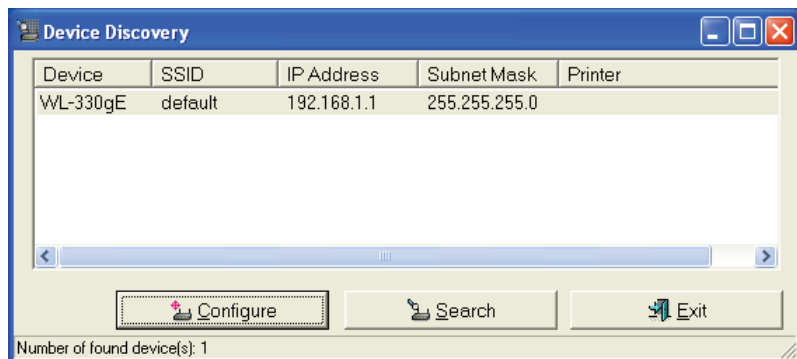 Device Discovery
Device SSID IP Address Subnet Mask Printer
WL-330gE default 192.168.1.1 255.255.255.0
Configure Search Exit
Number of found device(s): 1